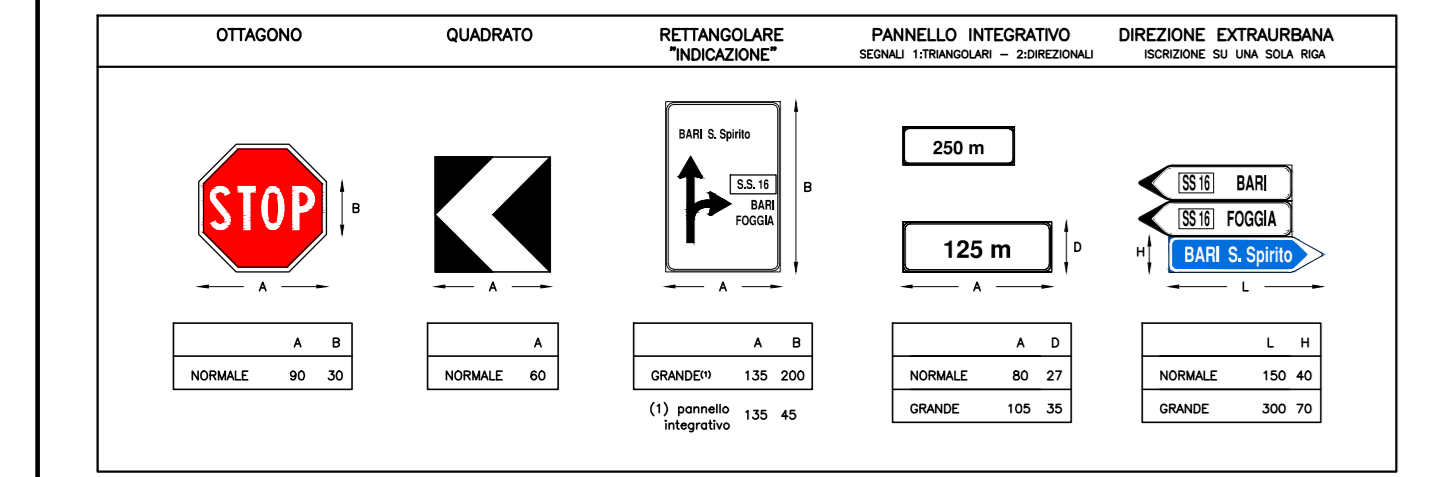 OTTAGONO
QUADRATO
RETTANGOLARE
"INDICAZIONE"
PANNELLO INTEGRATIVO
SEGNALI 1:TRIANGOLARI – 2:DIREZIONALI
DIREZIONE EXTRAURBANA
ISCRIZIONE SU UNA SOLA RIGA
STOP
B
A
A
BARI S. Spirito
S.S. 16
BARI
FOGGIA
B
A
250 m
125 m
D
A
SS 16 BARI
SS 16 FOGGIA
BARI S. Spirito
H
L
A B
NORMALE 90 30
A
NORMALE 60
A B
GRANDE(1) 135 200
(1) pannello
integrativo
135 45
A D
NORMALE 80 27
GRANDE 105 35
L H
NORMALE 150 40
GRANDE 300 70